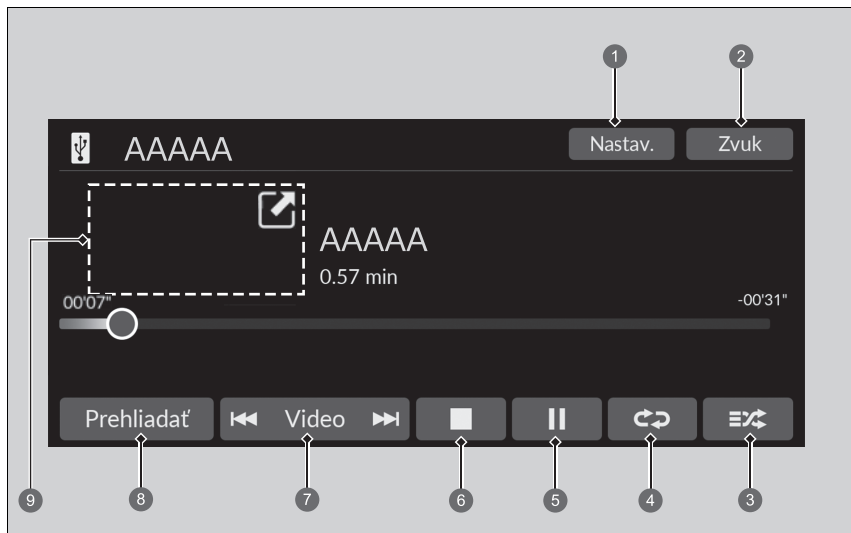 1 2
AAAAA Nastav. Zvuk
AAAAA
0.57 min
00'07" -00'31"
Prehliadať Video
9 8 7 6 5 4 3